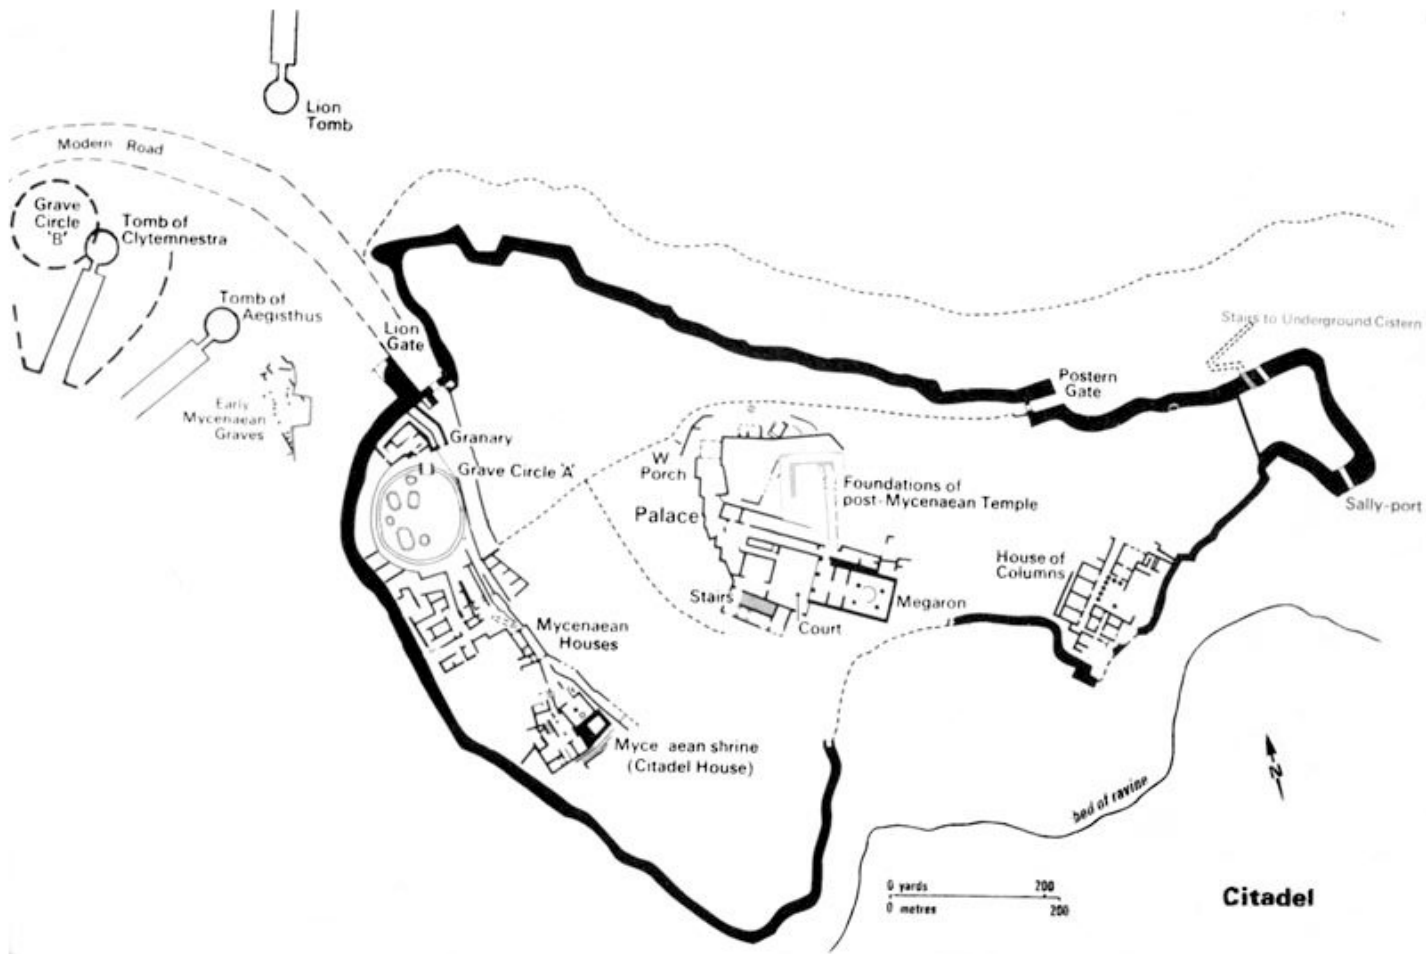 Lion
Tomb
Modern Road
Grave
Circle
'B'
Tomb of
Clytemnestra
Tomb of
Aegisthus
Lion
Gate
Stairs to Underground Cistern
Early
Mycenaean
Graves
Postern
Gate
Granary
Grave Circle 'A'
W
Porch
Foundations of
post-Mycenaean Temple
Sally-port
Palace
House of
Columns
Stairs
Megaron
Court
Mycenaean
Houses
Myce aean shrine
(Citadel House)
N
bed of ravine
0 yards 200
0 metres 200
Citadel